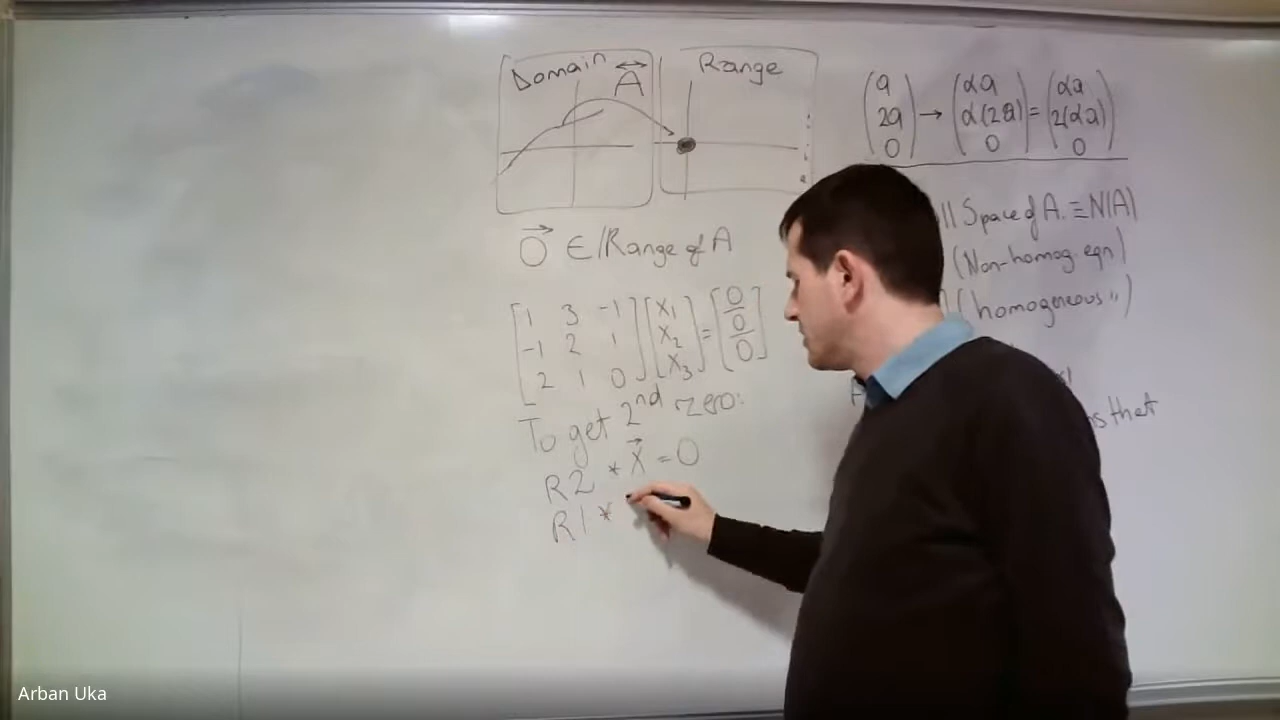 Domain
A
Range
0 ∈ /Range of A
[1 3 -1] [x1] = [0]
[-1 2 1] [x2] [0]
[2 1 0] [x3] [0]
To get 2nd zero:
R2 * x = 0
R1 *
(a) → (αa) = (αa)
(2a) (α(2a)) (2(αa))
(0) (0) (0)
Space of A. ≡ N(A)
(Non-homog. eqn)
(homogeneous ")
that
Arban Uka